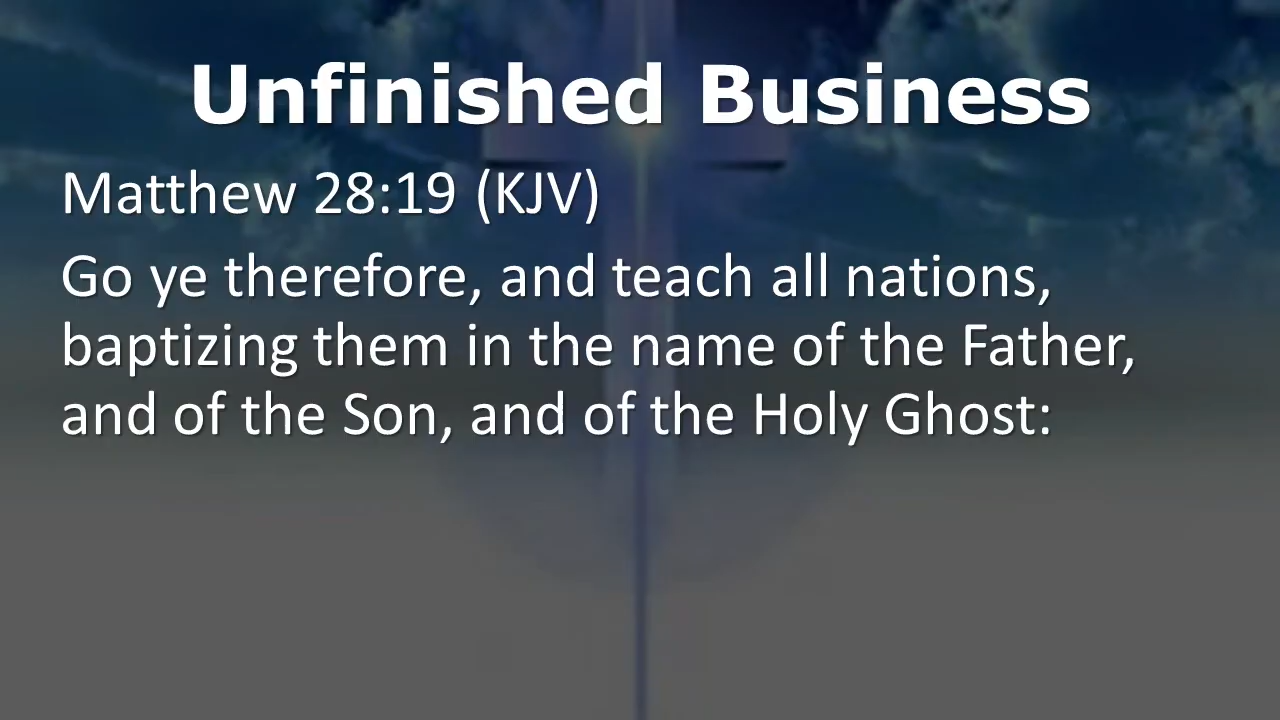 Unfinished Business
Matthew 28:19 (KJV)
Go ye therefore, and teach all nations,
baptizing them in the name of the Father,
and of the Son, and of the Holy Ghost: